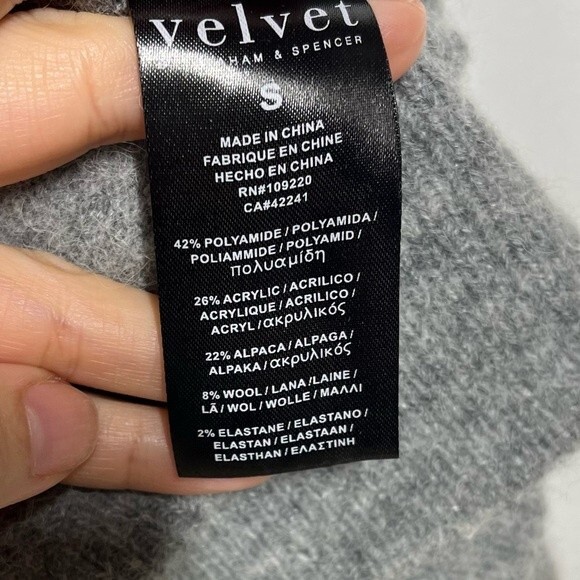 velvet
HAM & SPENCER
S
MADE IN CHINA
FABRIQUE EN CHINE
HECHO EN CHINA
RN#109220
CA#42241
42% POLYAMIDE / POLYAMIDA /
POLIAMMIDE / POLYAMID /
πολυαμίδη
26% ACRYLIC / ACRILICO /
ACRYLIQUE / ACRILICO /
ACRYL / ακρυλικός
22% ALPACA / ALPAGA /
ALPAKA / ακρυλικός
8% WOOL / LANA /LAINE /
LÃ / WOL / WOLLE / ΜΑΛΛΙ
2% ELASTANE / ELASTANO /
ELASTAN / ELASTAAN /
ELASTHAN / ΕΛΑΣΤΙΝΗ